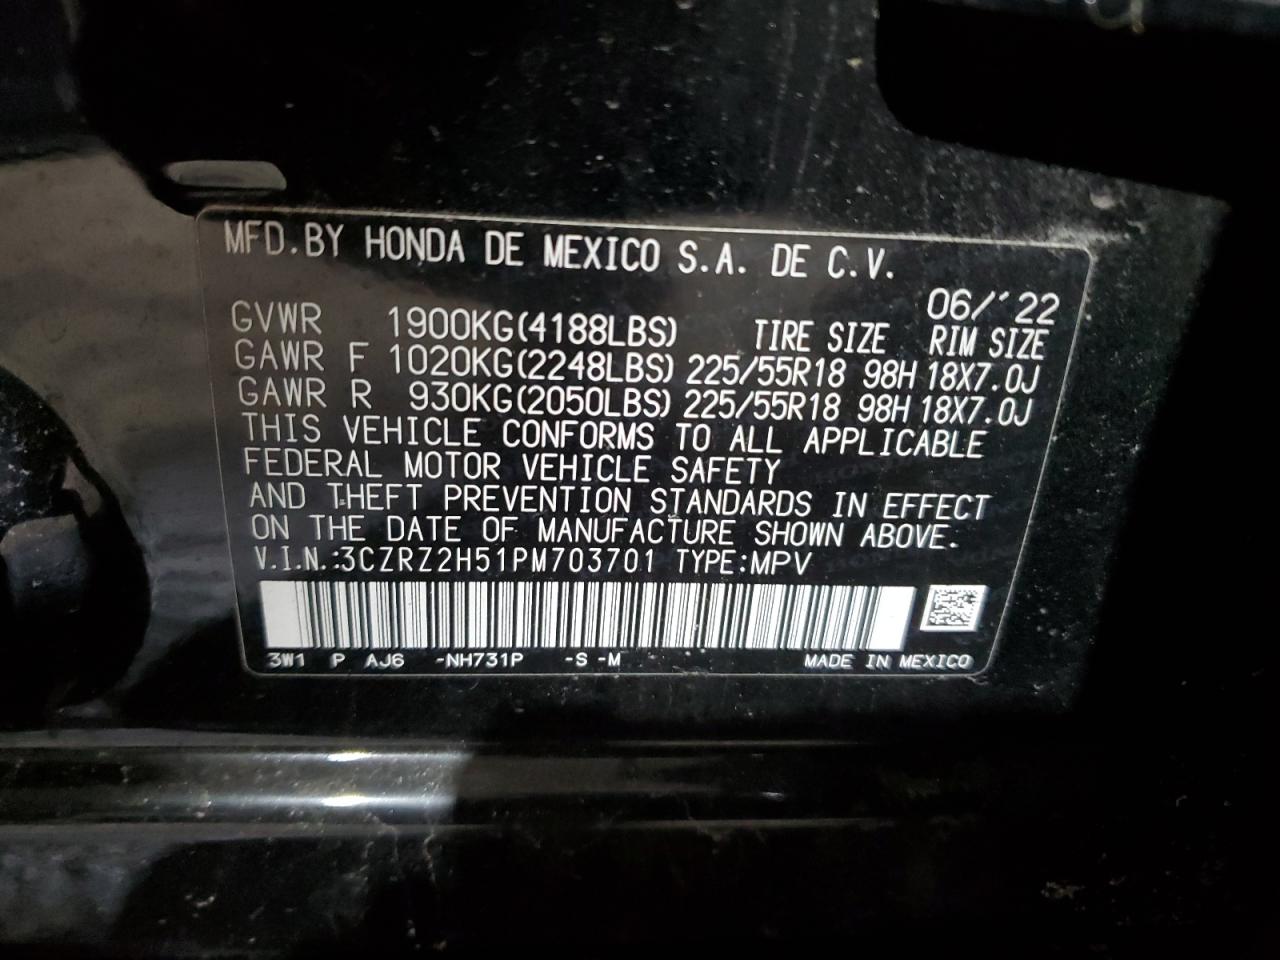 MFD.BY HONDA DE MEXICO S.A. DE C.V.
06/'22
GVWR 1900KG(4188LBS) TIRE SIZE RIM SIZE
GAWR F 1020KG(2248LBS) 225/55R18 98H 18X7.0J
GAWR R 930KG(2050LBS) 225/55R18 98H 18X7.0J
THIS VEHICLE CONFORMS TO ALL APPLICABLE
FEDERAL MOTOR VEHICLE SAFETY
AND THEFT PREVENTION STANDARDS IN EFFECT
ON THE DATE OF MANUFACTURE SHOWN ABOVE.
V.I.N.:3CZRZ2H51PM703701 TYPE:MPV
3W1 P AJ6 -NH731P -S -M MADE IN MEXICO